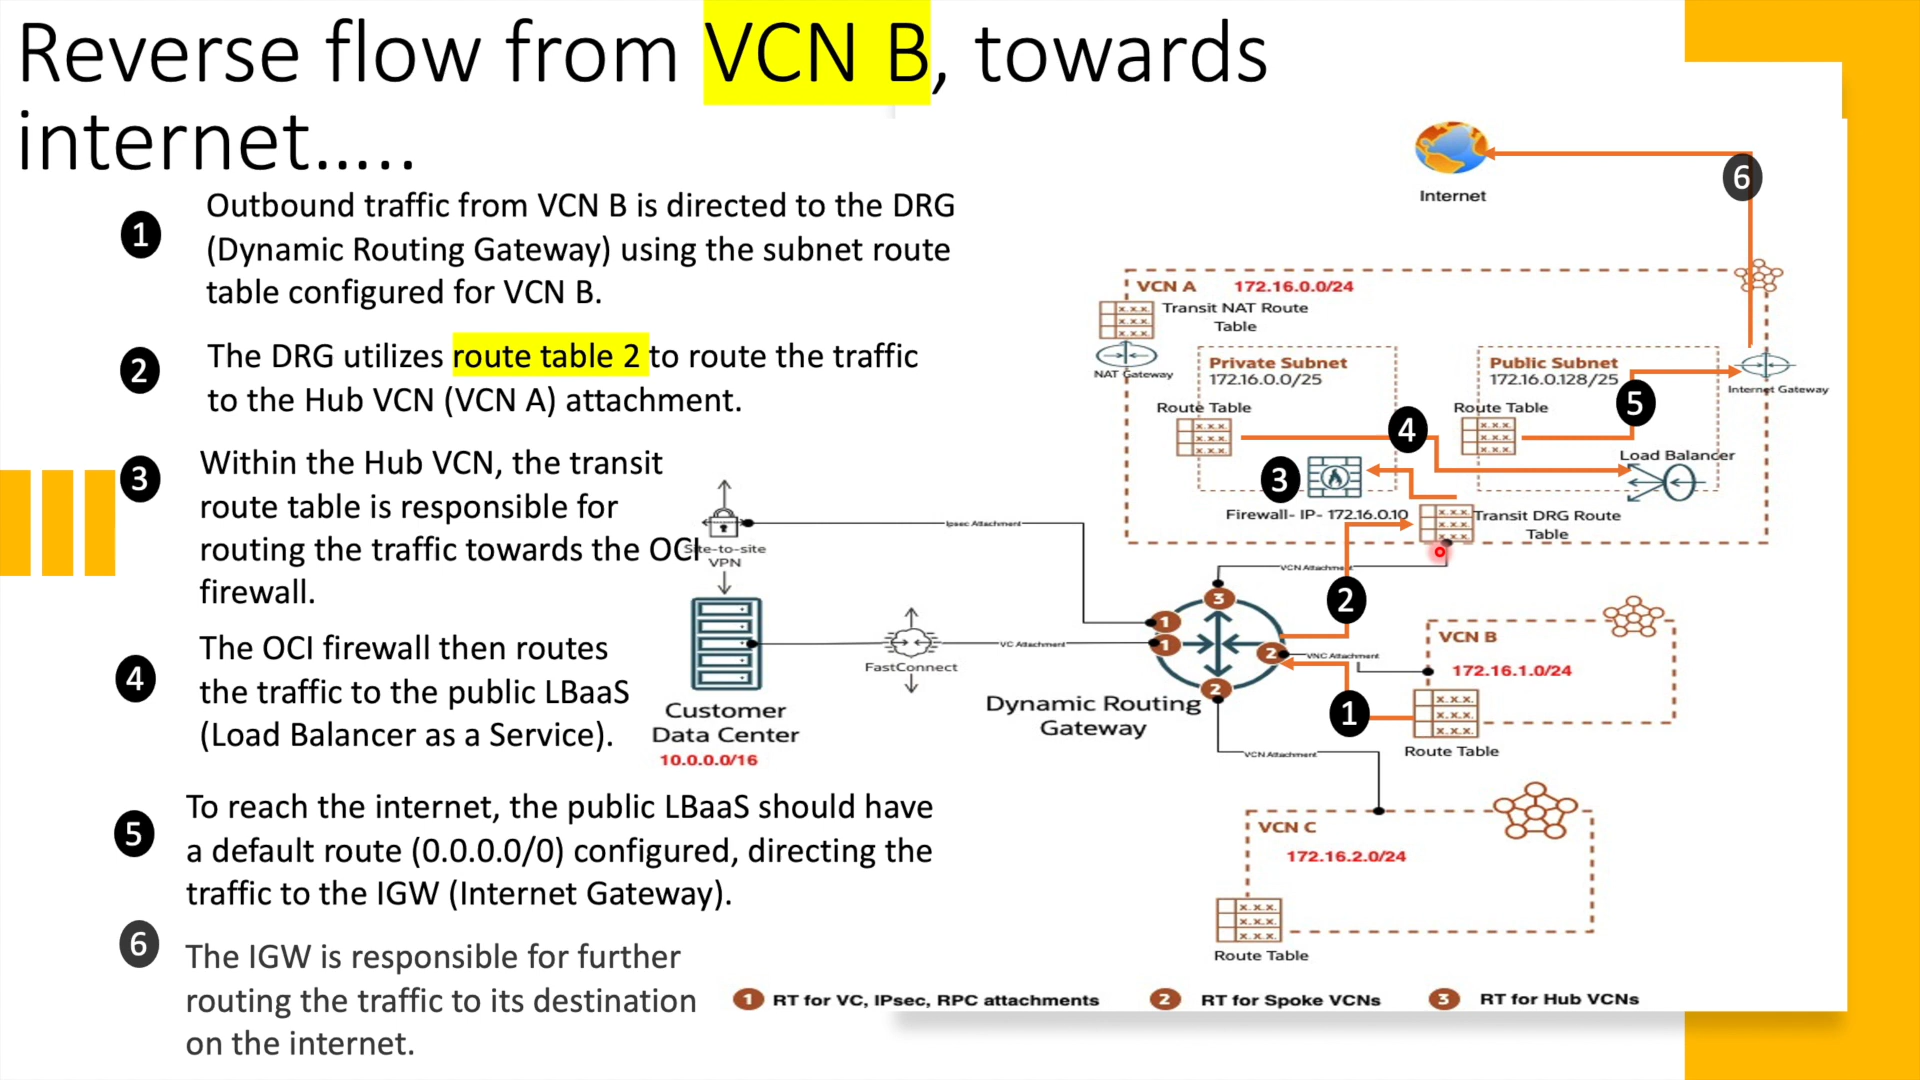 Reverse flow from VCN B, towards
internet.....
1
Outbound traffic from VCN B is directed to the DRG
(Dynamic Routing Gateway) using the subnet route
table configured for VCN B.
2
The DRG utilizes route table 2 to route the traffic
to the Hub VCN (VCN A) attachment.
3
Within the Hub VCN, the transit
route table is responsible for
routing the traffic towards the OCI
firewall.
4
The OCI firewall then routes
the traffic to the public LBaaS
(Load Balancer as a Service).
5
To reach the internet, the public LBaaS should have
a default route (0.0.0.0/0) configured, directing the
traffic to the IGW (Internet Gateway).
6
The IGW is responsible for further
routing the traffic to its destination
on the internet.
Internet
6
VCN A
172.16.0.0/24
x.x.x.
x.x.x.
x.x.x.
Transit NAT Route
Table
NAT Gateway
Private Subnet
172.16.0.0/25
Public Subnet
172.16.0.128/25
Internet Gateway
Route Table
x.x.x.
x.x.x.
x.x.x.
4
Route Table
x.x.x.
x.x.x.
x.x.x.
5
Load Balancer
3
Firewall- IP- 172.16.0.10
x.x.x.
x.x.x.
x.x.x.
Transit DRG Route
Table
Ipsec Attachment
Site-to-site
VPN
VCN Attachment
2
3
1
1
2
2
Customer
Data Center
10.0.0.0/16
FastConnect
VC Attachment
Dynamic Routing
Gateway
VNC Attachment
VCN B
172.16.1.0/24
1
x.x.x.
x.x.x.
x.x.x.
Route Table
VCN Attachment
VCN C
172.16.2.0/24
x.x.x.
x.x.x.
x.x.x.
Route Table
1 RT for VC, IPsec, RPC attachments
2 RT for Spoke VCNs
3 RT for Hub VCNs